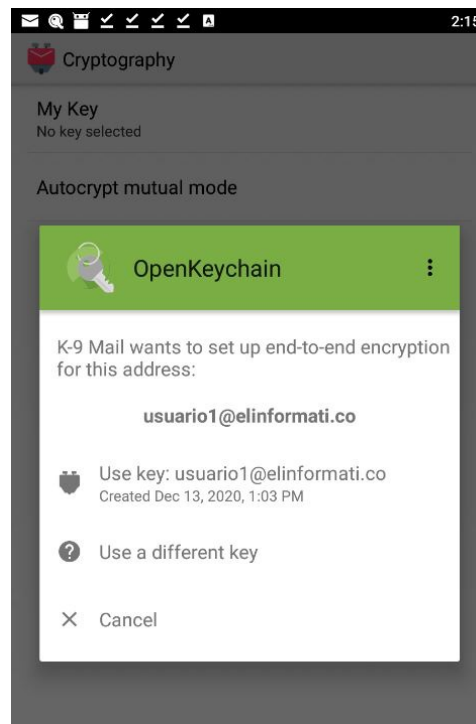 2:15
Cryptography
My Key
No key selected
Autocrypt mutual mode
OpenKeychain
K-9 Mail wants to set up end-to-end encryption
for this address:
usuario1@elinformati.co
Use key: usuario1@elinformati.co
Created Dec 13, 2020, 1:03 PM
Use a different key
Cancel